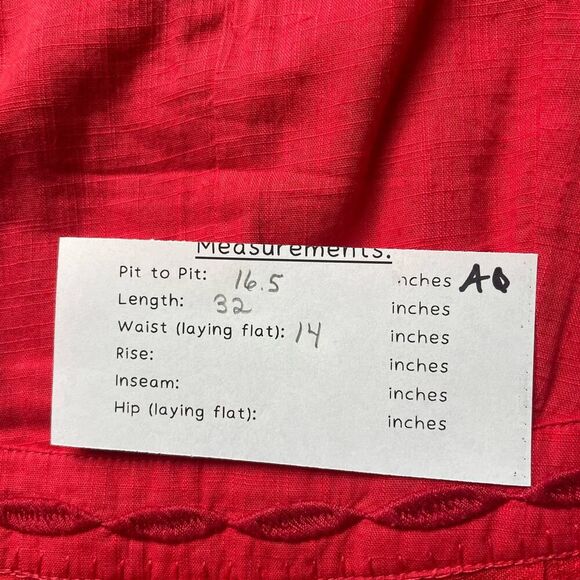 Measurements:
Pit to Pit: 16.5 inches AO
Length: 32 inches
Waist (laying flat): 14 inches
Rise: inches
Inseam: inches
Hip (laying flat): inches